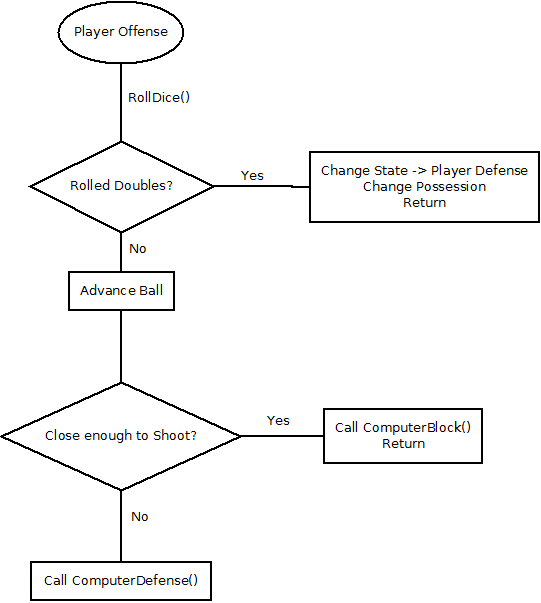 Player Offense
RollDice()
Rolled Doubles?
Yes
Change State -> Player Defense
Change Possession
Return
No
Advance Ball
Close enough to Shoot?
Yes
Call ComputerBlock()
Return
No
Call ComputerDefense()